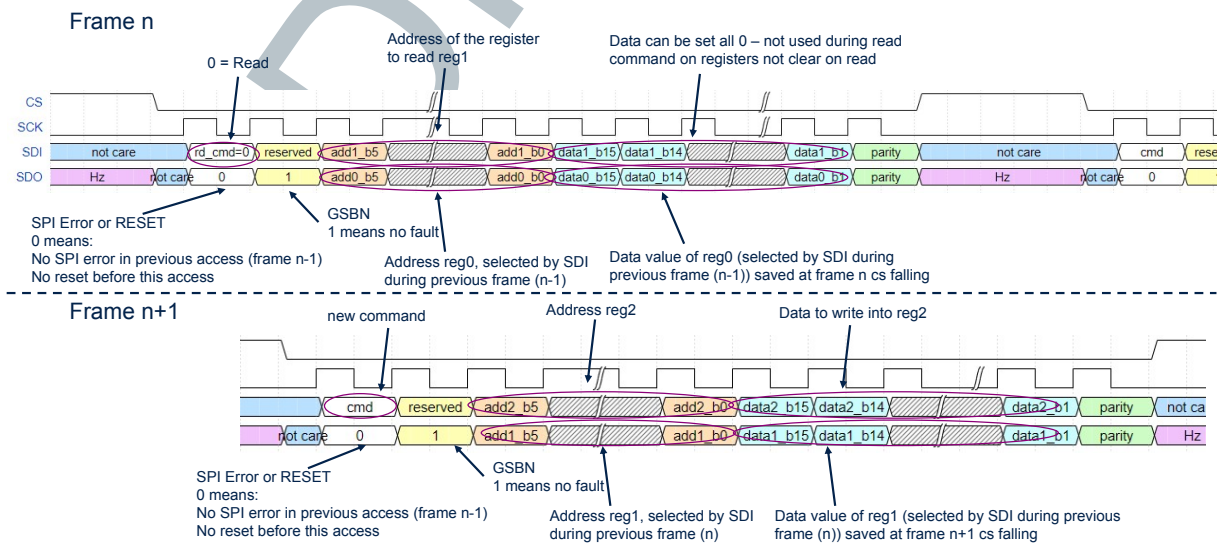 Frame n
0 = Read
Address of the register
to read reg1
Data can be set all 0 – not used during read
command on registers not clear on read
CS
SCK
SDI not care rd_cmd=0 reserved add1_b5 add1_b0 data1_b15 data1_b14 data1_b1 parity not care cmd rese
SDO Hz not care 0 1 add0_b5 add0_b0 data0_b15 data0_b14 data0_b1 parity Hz not care 0
SPI Error or RESET
0 means:
No SPI error in previous access (frame n-1)
No reset before this access
GSBN
1 means no fault
Address reg0, selected by SDI
during previous frame (n-1)
Data value of reg0 (selected by SDI during
previous frame (n-1)) saved at frame n cs falling
Frame n+1
new command
Address reg2
Data to write into reg2
cmd reserved add2_b5 add2_b0 data2_b15 data2_b14 data2_b1 parity not ca
not care 0 1 add1_b5 add1_b0 data1_b15 data1_b14 data1_b1 parity Hz
SPI Error or RESET
0 means:
No SPI error in previous access (frame n-1)
No reset before this access
GSBN
1 means no fault
Address reg1, selected by SDI
during previous frame (n)
Data value of reg1 (selected by SDI during previous
frame (n)) saved at frame n+1 cs falling